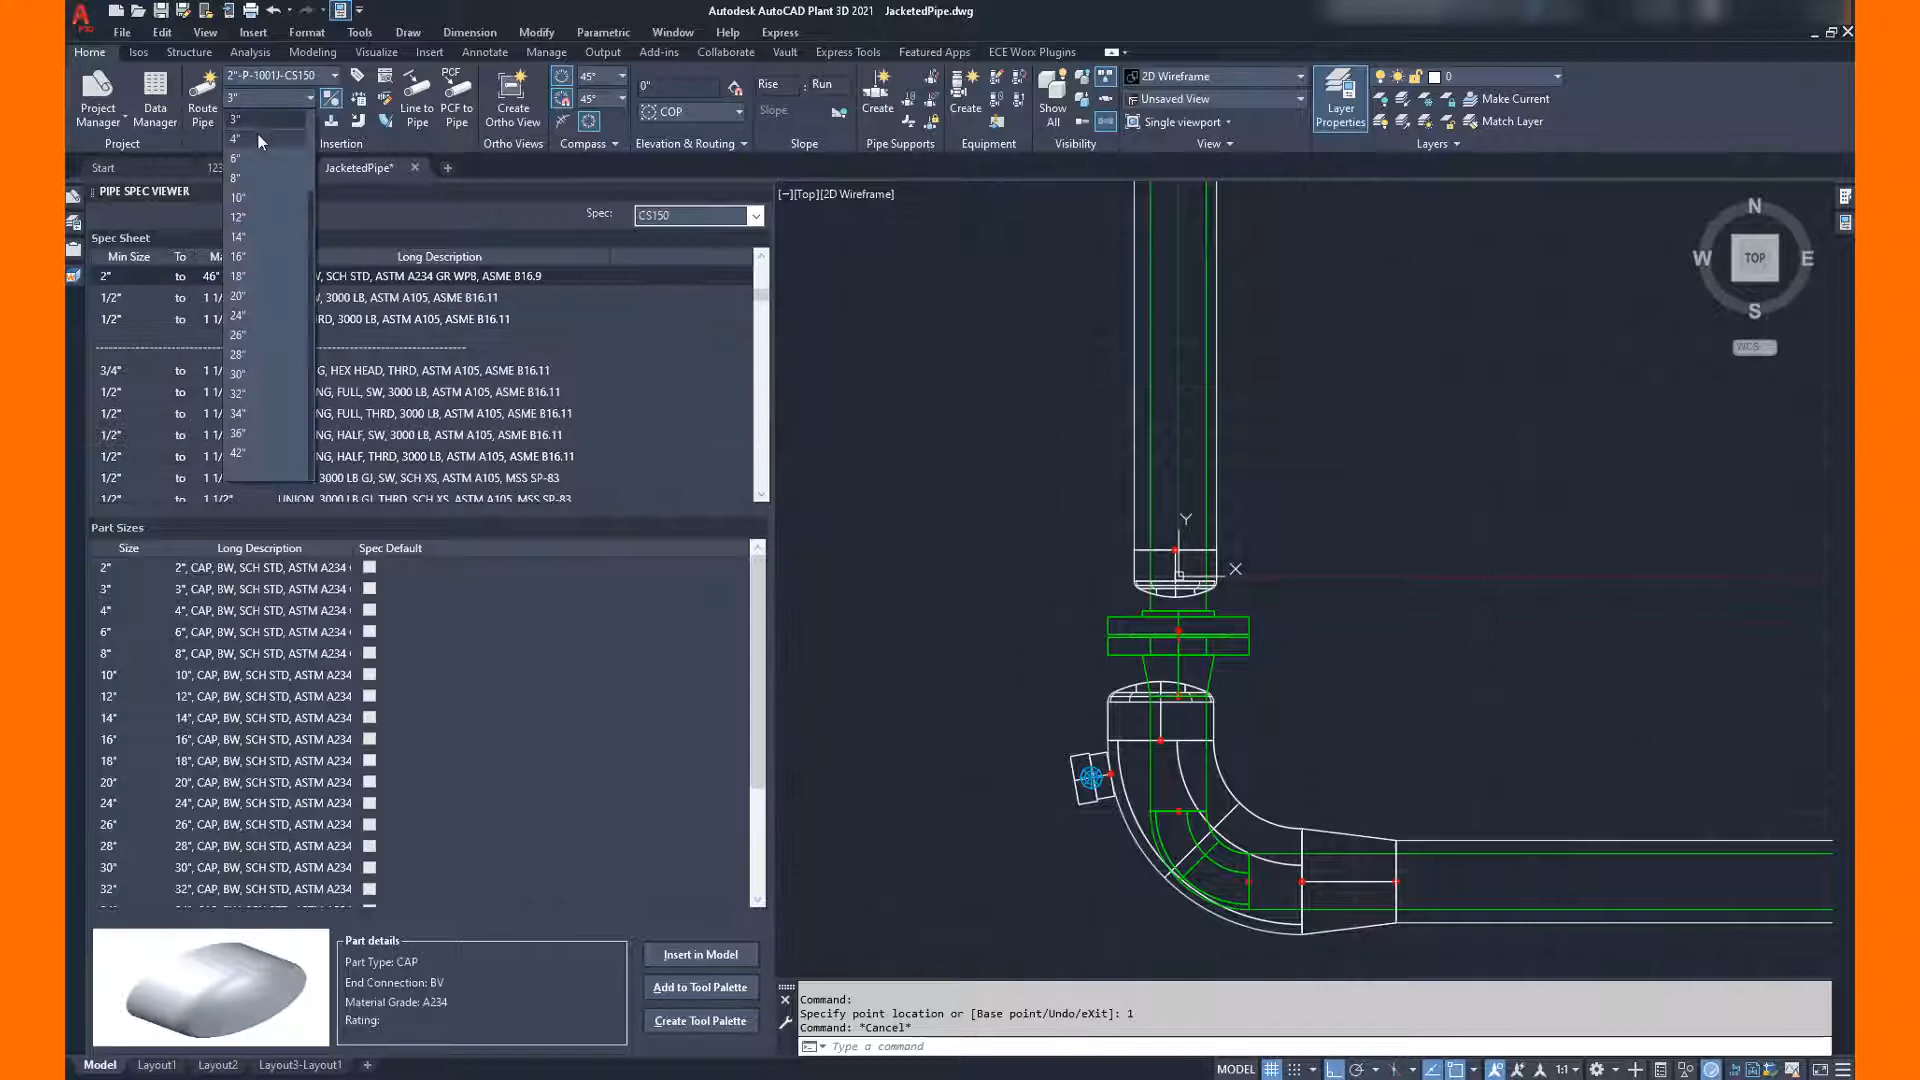 Autodesk AutoCAD Plant 3D 2021 JacketedPipe.dwg
File Edit View Insert Format Tools Draw Dimension Modify Parametric Window Help Express
Home Isos Structure Analysis Modeling Visualize Insert Annotate Manage Output Add-ins Collaborate Vault Express Tools Featured Apps ECE Worx Plugins
2"-P-1001J-CS150
3"
45°
45°
0"
COP
Rise : Run
Slope:
2D Wireframe
Unsaved View
Single viewport
0
Make Current
Match Layer
Project Manager
Data Manager
Route Pipe
Line to Pipe
PCF to Pipe
Create Ortho View
Create
Create
Show All
Layer Properties
Project
Insertion
Ortho Views
Compass
Elevation & Routing
Slope
Pipe Supports
Equipment
Visibility
View
Layers
3"
4"
6"
8"
10"
12"
14"
16"
18"
20"
24"
26"
28"
30"
32"
34"
36"
42"
Start
JacketedPipe*
PIPE SPEC VIEWER
Spec: CS150
Spec Sheet
Min Size To Long Description
2" to 46" , SCH STD, ASTM A234 GR WPB, ASME B16.9
1/2" to , 3000 LB, ASTM A105, ASME B16.11
1/2" to RD, 3000 LB, ASTM A105, ASME B16.11
3/4" to G, HEX HEAD, THRD, ASTM A105, ASME B16.11
1/2" to NG, FULL, SW, 3000 LB, ASTM A105, ASME B16.11
1/2" to NG, FULL, THRD, 3000 LB, ASTM A105, ASME B16.11
1/2" to NG, HALF, SW, 3000 LB, ASTM A105, ASME B16.11
1/2" to NG, HALF, THRD, 3000 LB, ASTM A105, ASME B16.11
1/2" to 3000 LB GJ, SW, SCH XS, ASTM A105, MSS SP-83
1/2" to 1 1/2" UNION, 3000 LB GJ, THRD, SCH XS, ASTM A105, MSS SP-83
Part Sizes
Size Long Description Spec Default
2" 2", CAP, BW, SCH STD, ASTM A234
3" 3", CAP, BW, SCH STD, ASTM A234
4" 4", CAP, BW, SCH STD, ASTM A234
6" 6", CAP, BW, SCH STD, ASTM A234
8" 8", CAP, BW, SCH STD, ASTM A234
10" 10", CAP, BW, SCH STD, ASTM A234
12" 12", CAP, BW, SCH STD, ASTM A234
14" 14", CAP, BW, SCH STD, ASTM A234
16" 16", CAP, BW, SCH STD, ASTM A234
18" 18", CAP, BW, SCH STD, ASTM A234
20" 20", CAP, BW, SCH STD, ASTM A234
24" 24", CAP, BW, SCH STD, ASTM A234
26" 26", CAP, BW, SCH STD, ASTM A234
28" 28", CAP, BW, SCH STD, ASTM A234
30" 30", CAP, BW, SCH STD, ASTM A234
32" 32", CAP, BW, SCH STD, ASTM A234
Part details
Part Type: CAP
End Connection: BV
Material Grade: A234
Rating:
Insert in Model
Add to Tool Palette
Create Tool Palette
[−][Top][2D Wireframe]
N
W TOP E
S
WCS
Y
X
Command:
Specify point location or [Base point/Undo/eXit]: 1
Command: *Cancel*
Type a command
Model Layout1 Layout2 Layout3-Layout1 +
MODEL
1:1